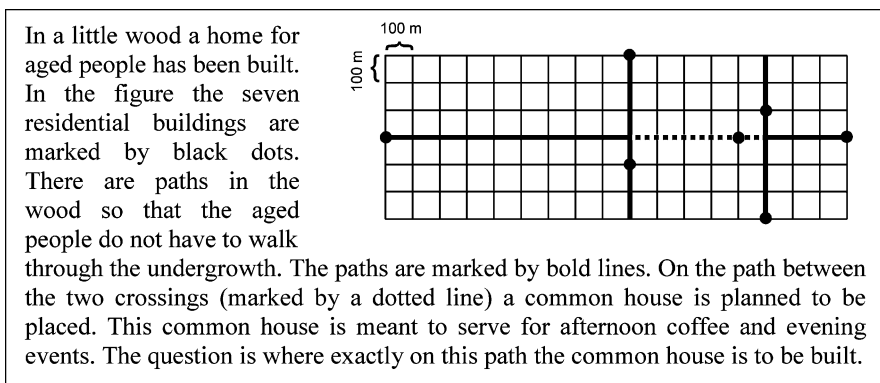 100 m
100 m
In a little wood a home for
aged people has been built.
In the figure the seven
residential buildings are
marked by black dots.
There are paths in the
wood so that the aged
people do not have to walk
through the undergrowth. The paths are marked by bold lines. On the path between
the two crossings (marked by a dotted line) a common house is planned to be
placed. This common house is meant to serve for afternoon coffee and evening
events. The question is where exactly on this path the common house is to be built.